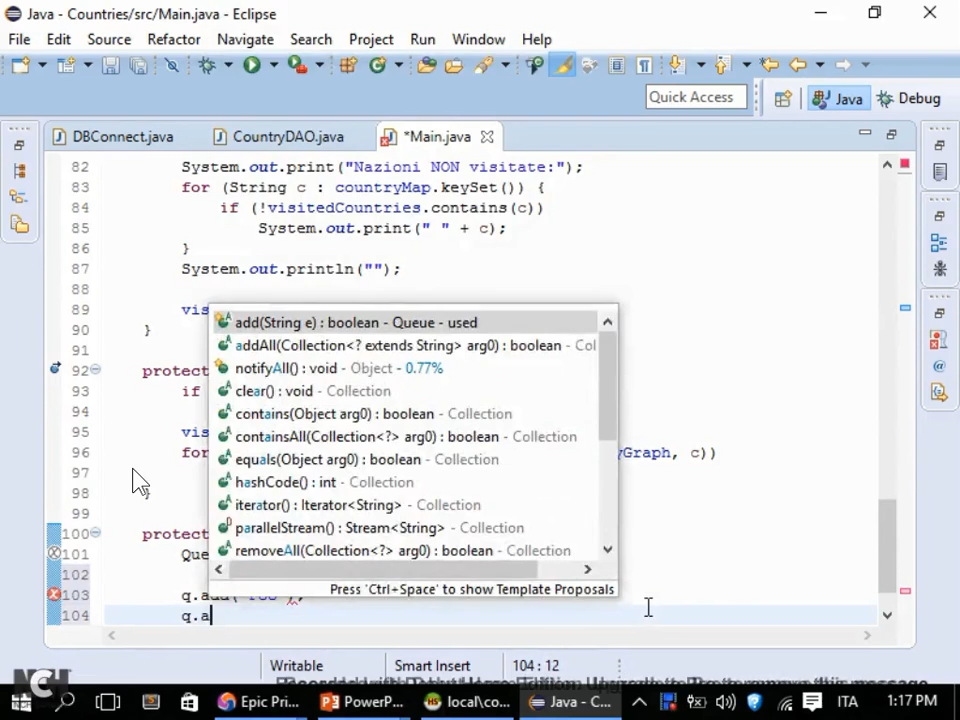 Java - Countries/src/Main.java - Eclipse
File Edit Source Refactor Navigate Search Project Run Window Help
Quick Access Java Debug
DBConnect.java CountryDAO.java *Main.java
82 System.out.print("Nazioni NON visitate:");
83 for (String c : countryMap.keySet()) {
84 if (!visitedCountries.contains(c))
85 System.out.print(" " + c);
86 }
87 System.out.println("");
88
89 vis
90 }
91
92 protect
93 if
94
95 vis
96 for yGraph, c))
97
98 }
99
100 protect
101 Que
102
103 q.add("
104 q.a
add(String e) : boolean - Queue - used
addAll(Collection<? extends String> arg0) : boolean - Col
notifyAll() : void - Object - 0.77%
clear() : void - Collection
contains(Object arg0) : boolean - Collection
containsAll(Collection<?> arg0) : boolean - Collection
equals(Object arg0) : boolean - Collection
hashCode() : int - Collection
iterator() : Iterator<String> - Collection
parallelStream() : Stream<String> - Collection
removeAll(Collection<?> arg0) : boolean - Collection
Press 'Ctrl+Space' to show Template Proposals
Writable Smart Insert 104 : 12
NCH
Epic Pri... PowerP... local\co... Java - C... ITA 1:17 PM